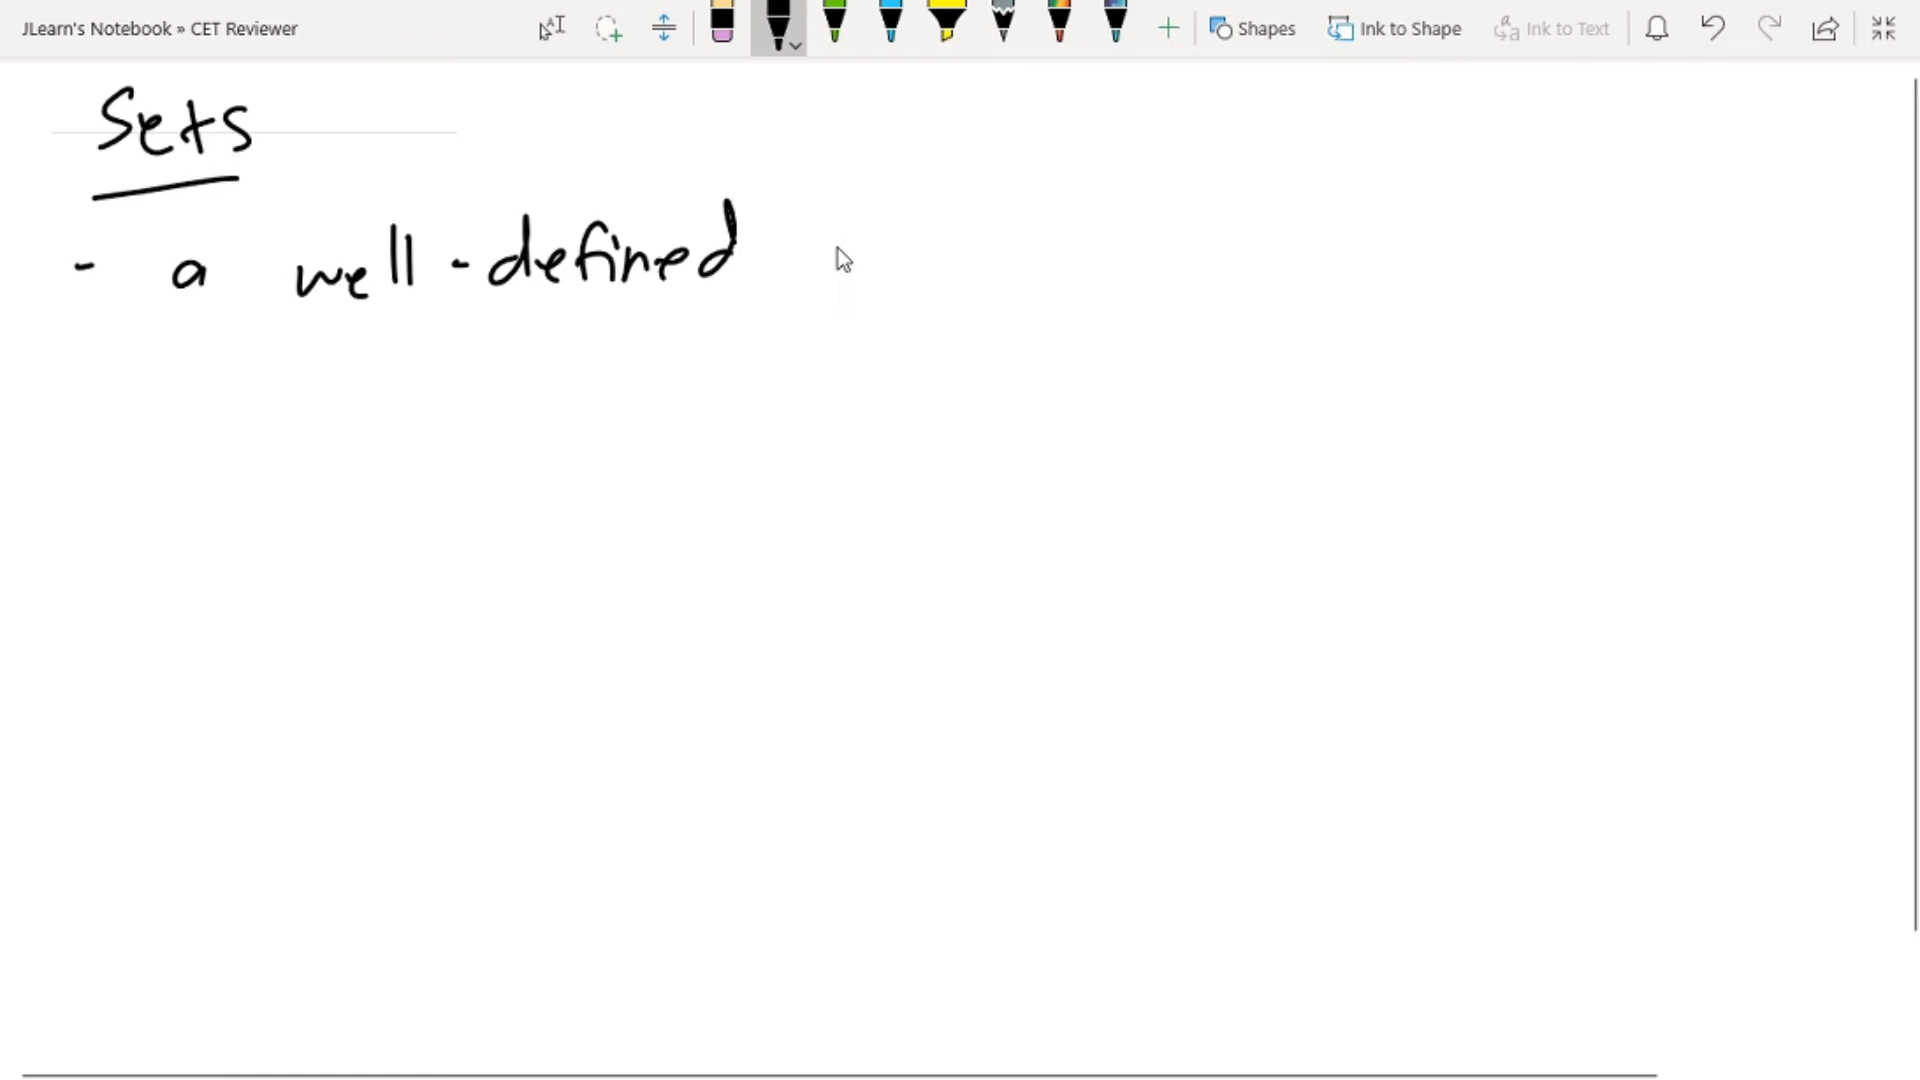 JLearn's Notebook » CET Reviewer Shapes Ink to Shape Ink to Text
Sets
- a well-defined